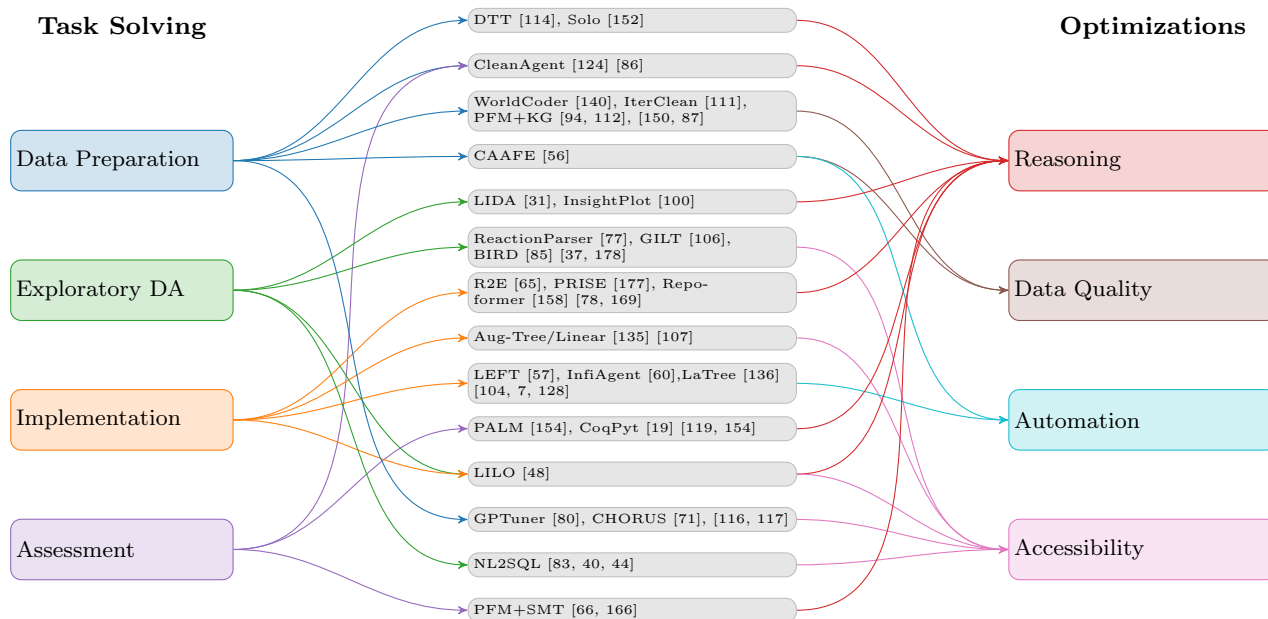 Task Solving
Data Preparation
Exploratory DA
Implementation
Assessment
DTT [114], Solo [152]
CleanAgent [124] [86]
WorldCoder [140], IterClean [111],
PFM+KG [94, 112], [150, 87]
CAAFE [56]
LIDA [31], InsightPlot [100]
ReactionParser [77], GILT [106],
BIRD [85] [37, 178]
R2E [65], PRISE [177], Repo-
former [158] [78, 169]
Aug-Tree/Linear [135] [107]
LEFT [57], InfiAgent [60],LaTree [136]
[104, 7, 128]
PALM [154], CoqPyt [19] [119, 154]
LILO [48]
GPTuner [80], CHORUS [71], [116, 117]
NL2SQL [83, 40, 44]
PFM+SMT [66, 166]
Optimizations
Reasoning
Data Quality
Automation
Accessibility